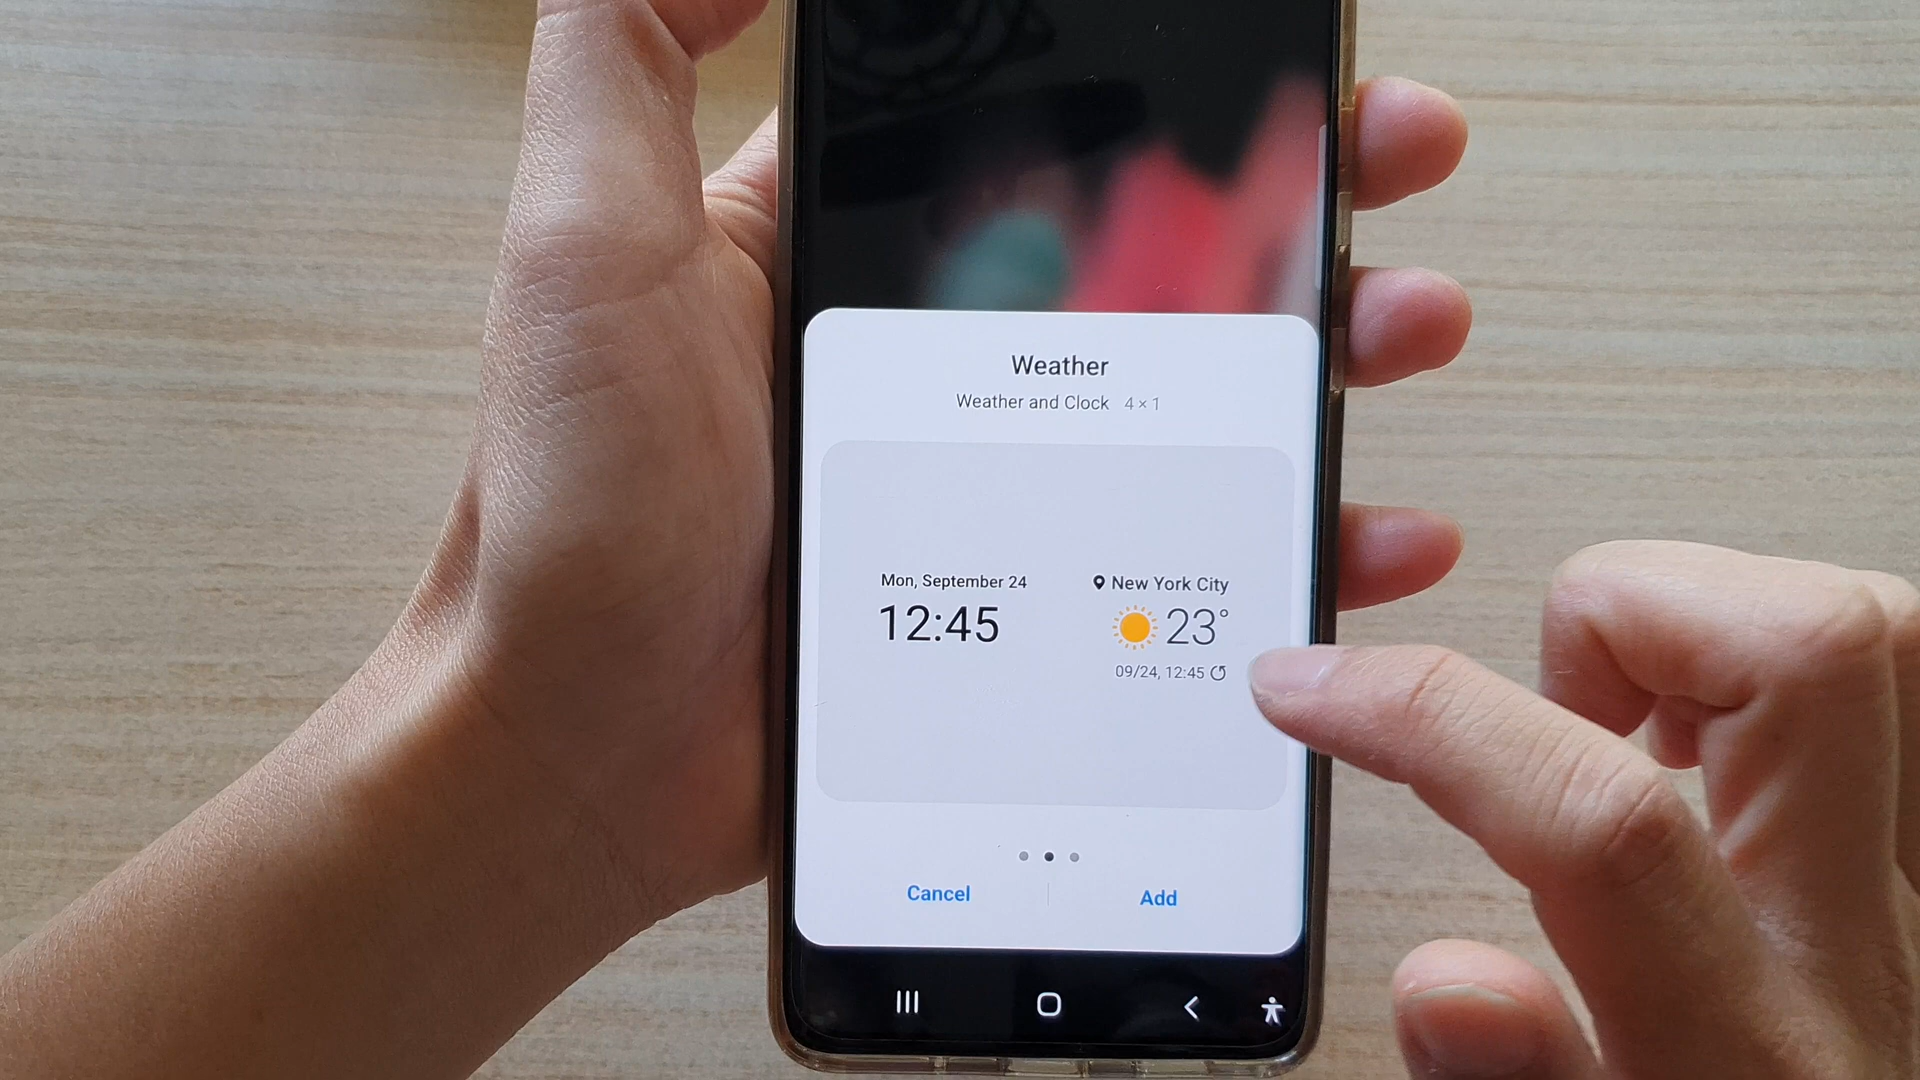 Weather
Weather and Clock 4 × 1
Mon, September 24
12:45
New York City
23°
09/24, 12:45
Cancel
Add